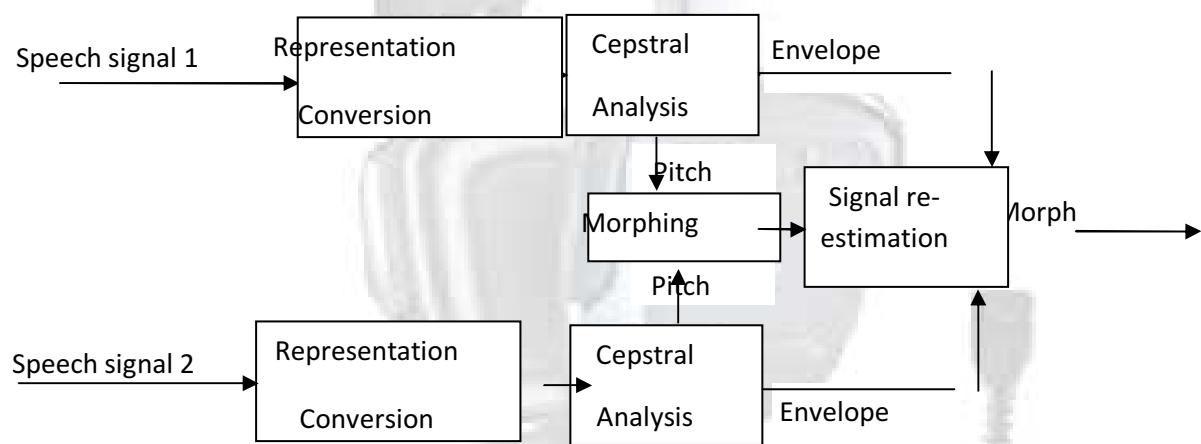 Speech signal 1
Representation
Conversion
Cepstral
Analysis
Envelope
Pitch
Morphing
Pitch
Signal re-
estimation
Morph
Speech signal 2
Representation
Conversion
Cepstral
Analysis
Envelope